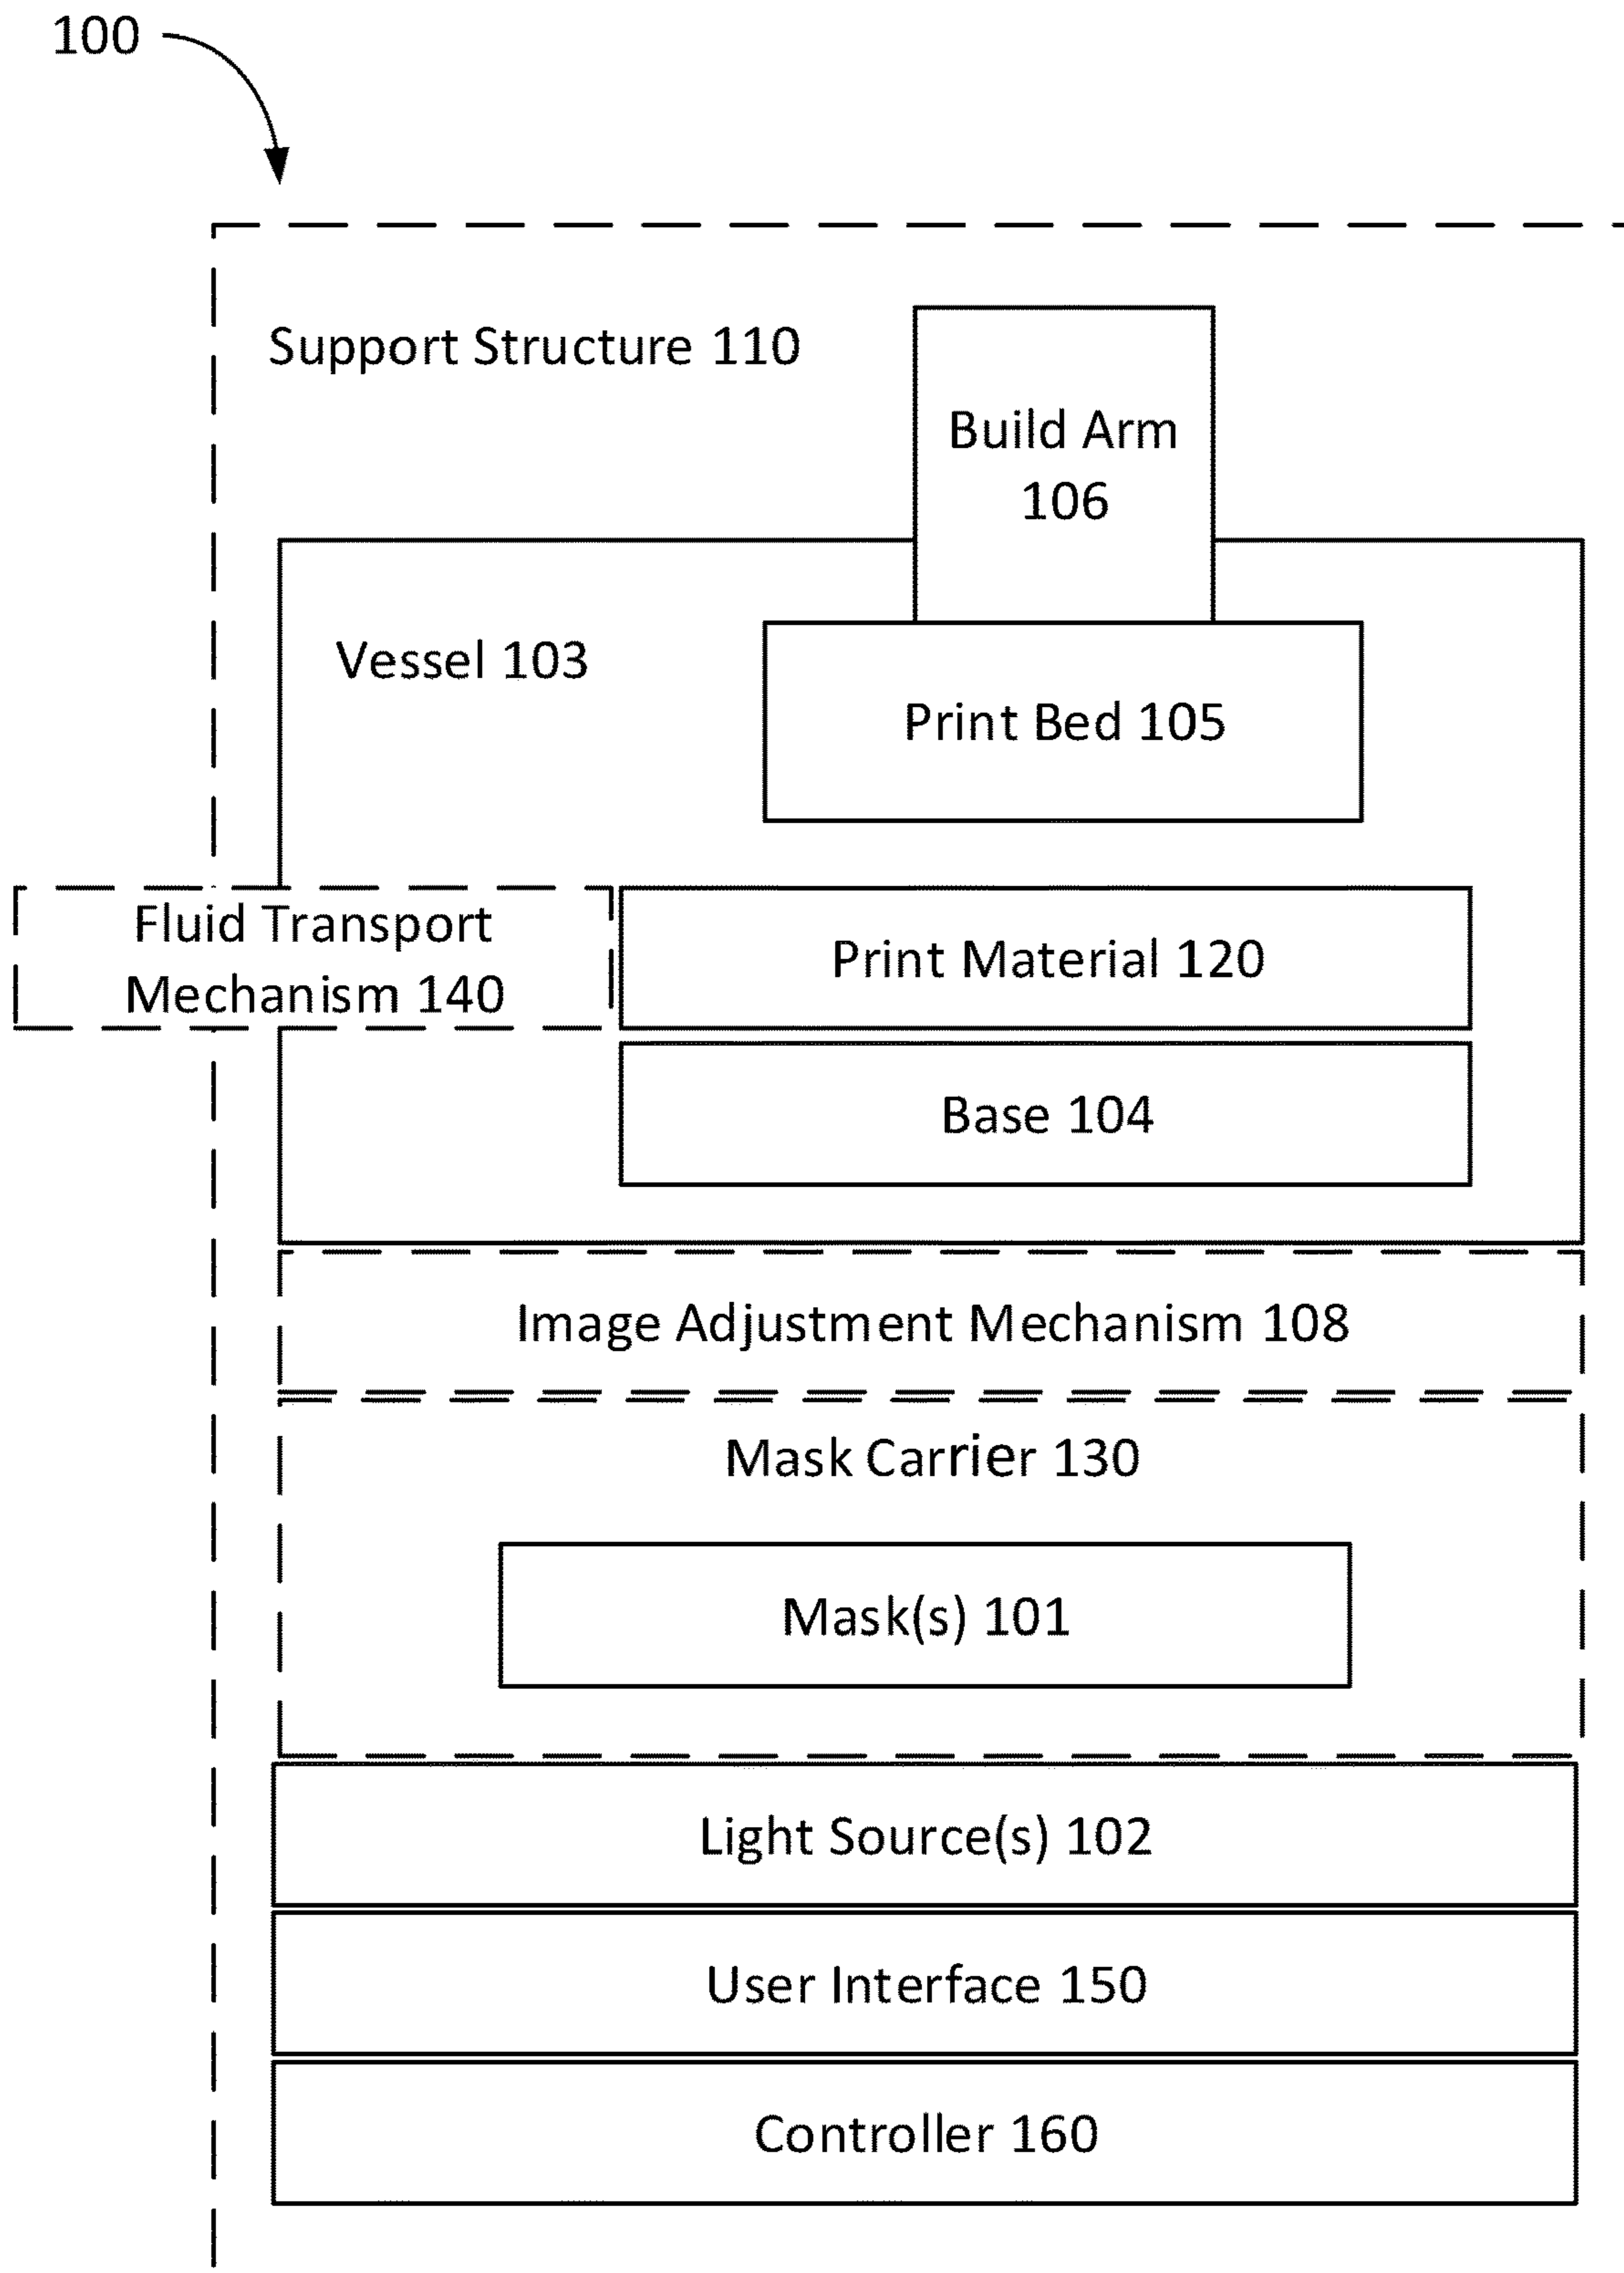 100
Support Structure 110
Build Arm
106
Vessel 103
Print Bed 105
Fluid Transport
Mechanism 140
Print Material 120
Base 104
Image Adjustment Mechanism 108
Mask Carrier 130
Mask(s) 101
Light Source(s) 102
User Interface 150
Controller 160